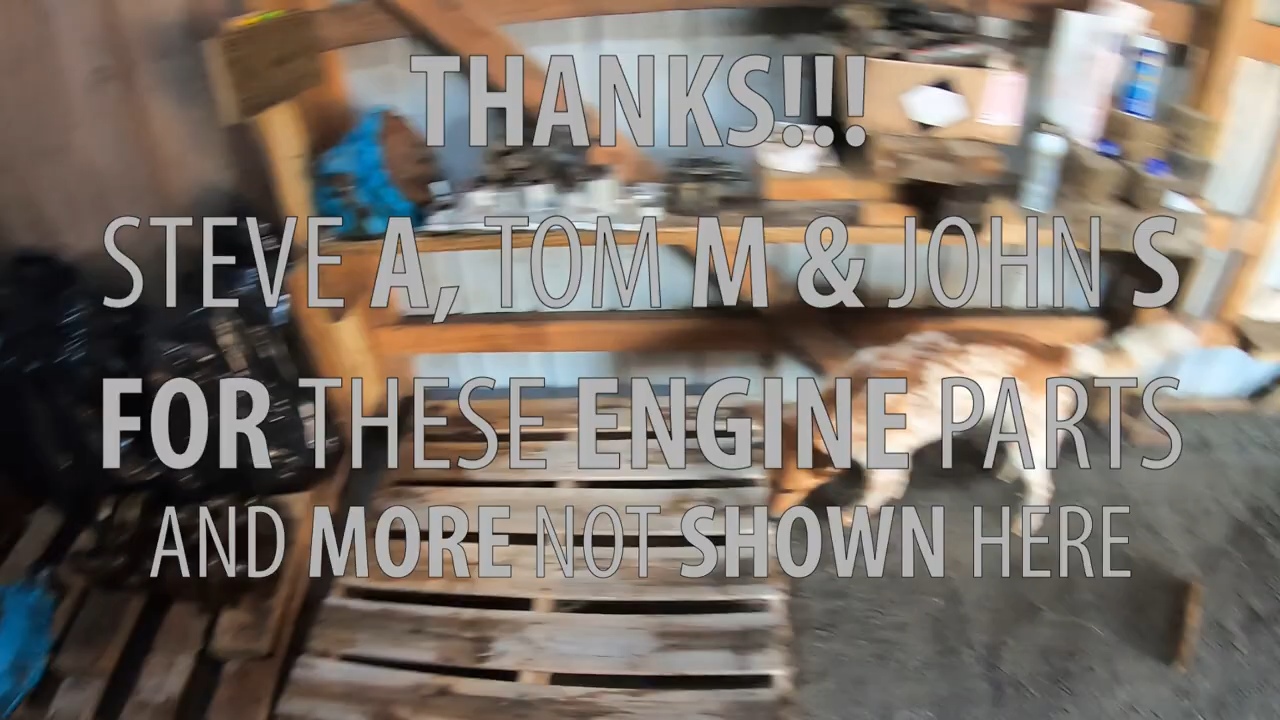 THANKS!!!
STEVE A, TOM M & JOHN S
FOR THESE ENGINE PARTS
AND MORE NOT SHOWN HERE